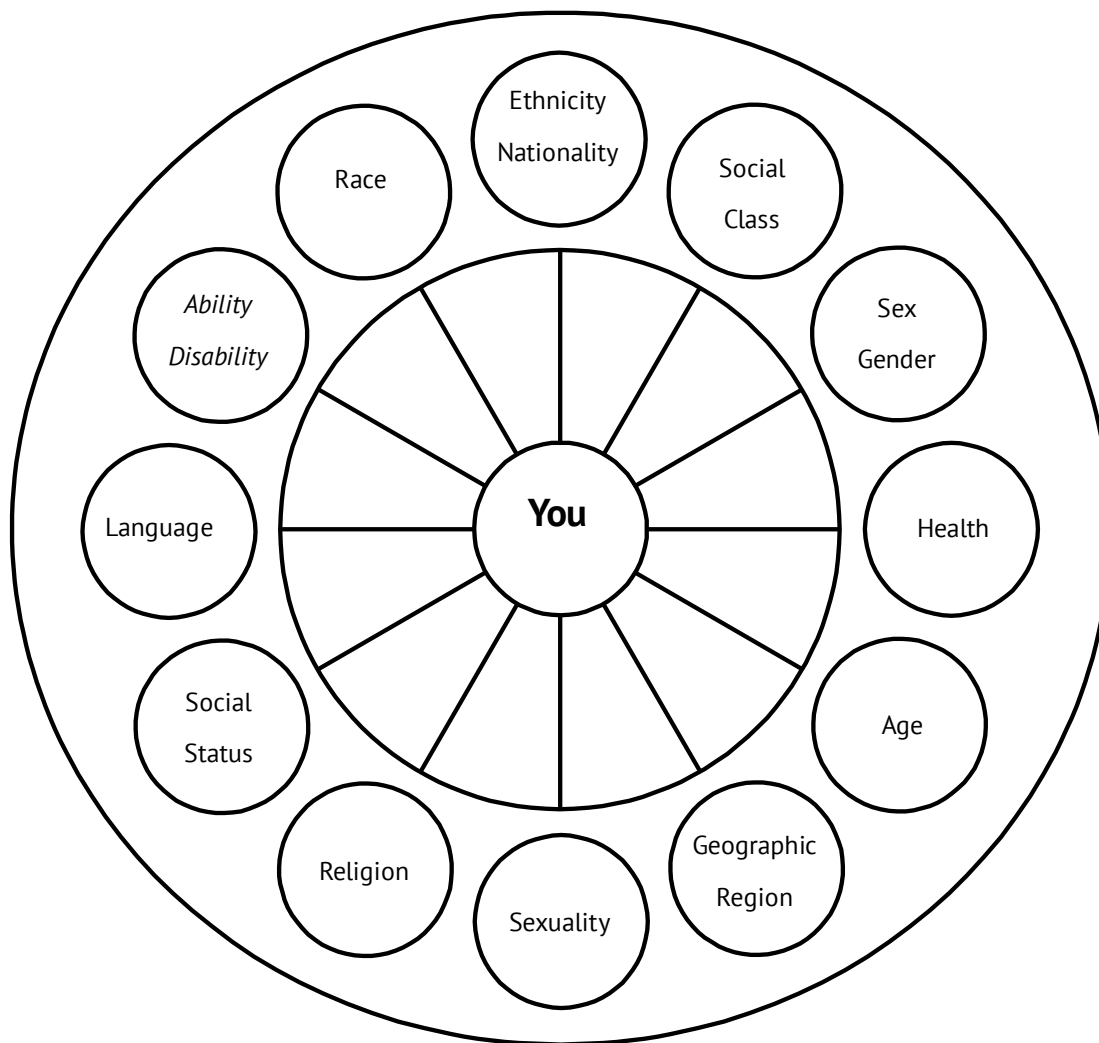 Ethnicity
Nationality
Social
Class
Sex
Gender
Health
Age
Geographic
Region
Sexuality
Religion
Social
Status
Language
Ability
Disability
Race
You